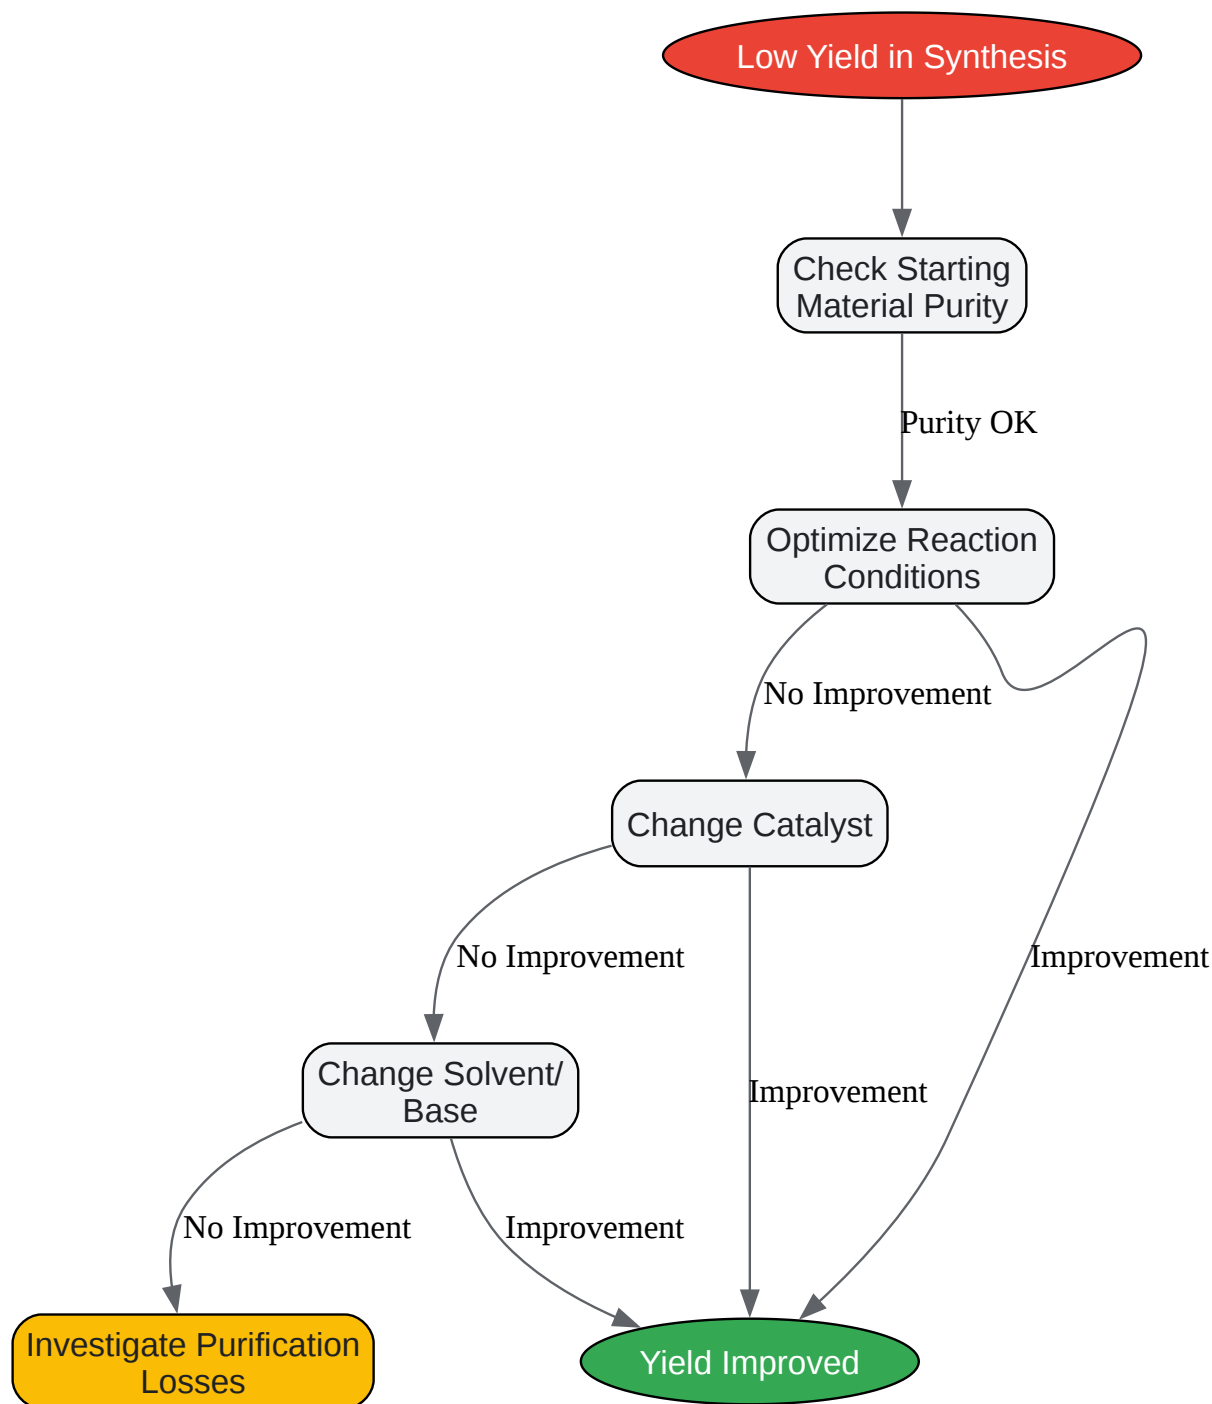 Low Yield in Synthesis
Check Starting
Material Purity
Purity OK
Optimize Reaction
Conditions
No Improvement
Change Catalyst
No Improvement
Improvement
Change Solvent/
Base
Improvement
No Improvement
Improvement
Investigate Purification
Losses
Yield Improved